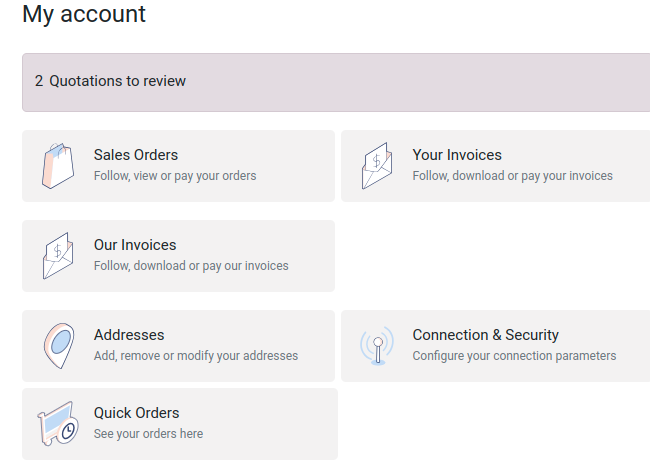 My account
2 Quotations to review
Sales Orders
Follow, view or pay your orders
Your Invoices
Follow, download or pay your invoices
Our Invoices
Follow, download or pay our invoices
Addresses
Add, remove or modify your addresses
Connection & Security
Configure your connection parameters
Quick Orders
See your orders here